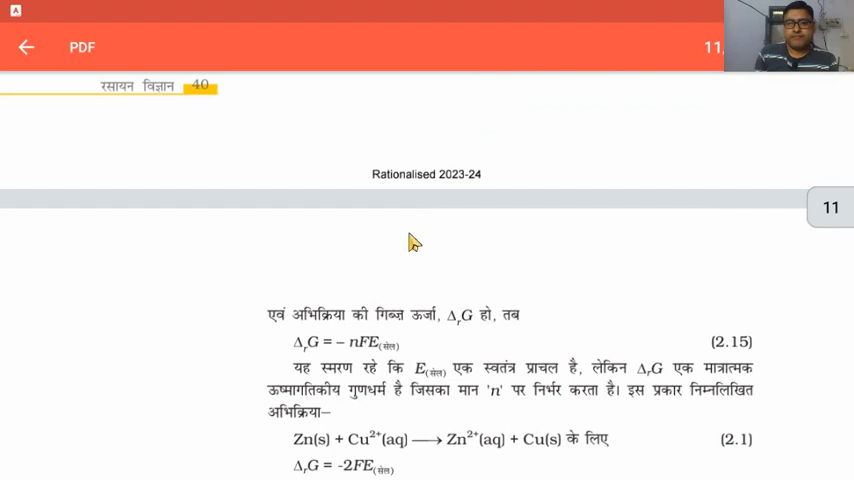 A
PDF
11
रसायन विज्ञान 40
Rationalised 2023-24
11
एवं अभिक्रिया की गिब्ज़ ऊर्जा, ΔᵣG हो, तब
ΔᵣG = – nFE(सेल) (2.15)
यह स्मरण रहे कि E(सेल) एक स्वतंत्र प्राचल है, लेकिन ΔᵣG एक मात्रात्मक
ऊष्मागतिकीय गुणधर्म है जिसका मान 'n' पर निर्भर करता है। इस प्रकार निम्नलिखित
अभिक्रिया–
Zn(s) + Cu²⁺(aq) ⟶ Zn²⁺(aq) + Cu(s) के लिए (2.1)
ΔᵣG = -2FE(सेल)